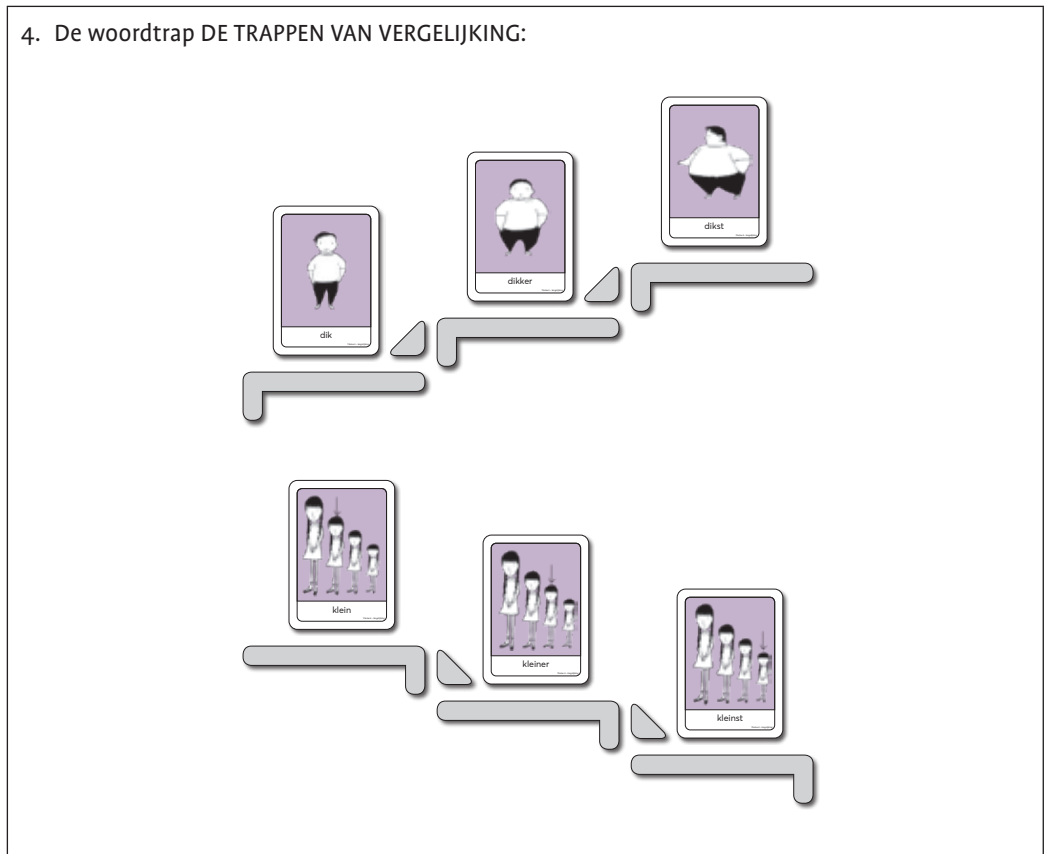 4. De woordtrap DE TRAPPEN VAN VERGELIJKING:
dikst
dikker
dik
klein
kleiner
kleinst